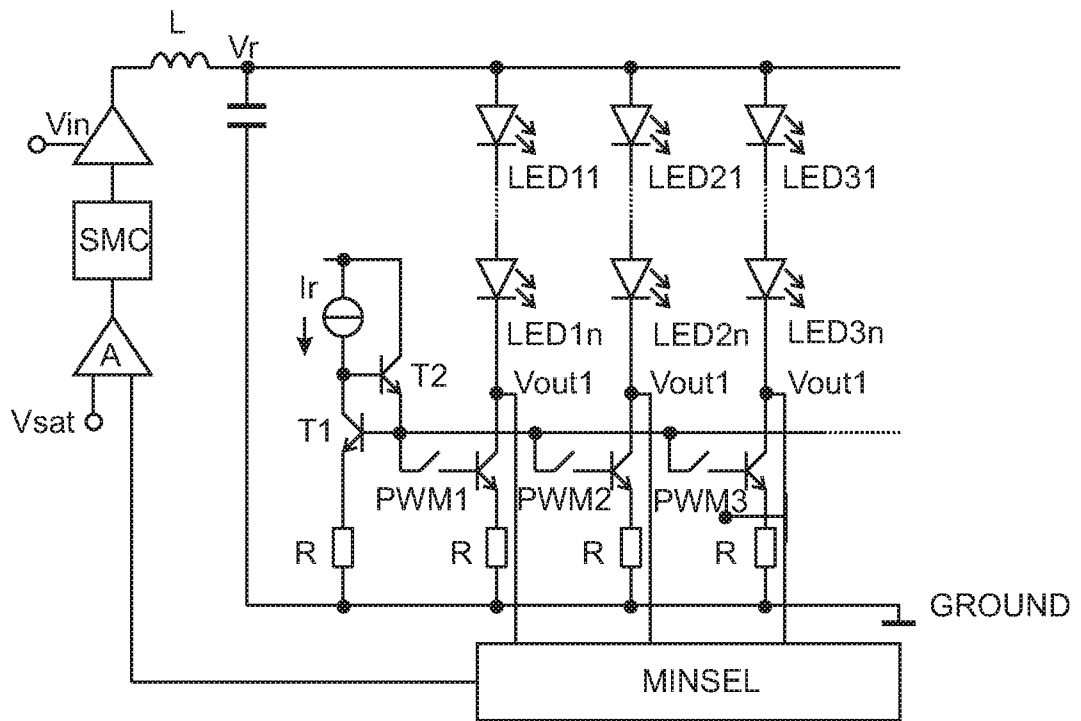 L
Vr
Vin
LED11
LED21
LED31
SMC
Ir
LED1n
LED2n
LED3n
A
T2
Vout1
Vout1
Vout1
Vsat
T1
PWM1
PWM2
PWM3
R
R
R
R
GROUND
MINSEL